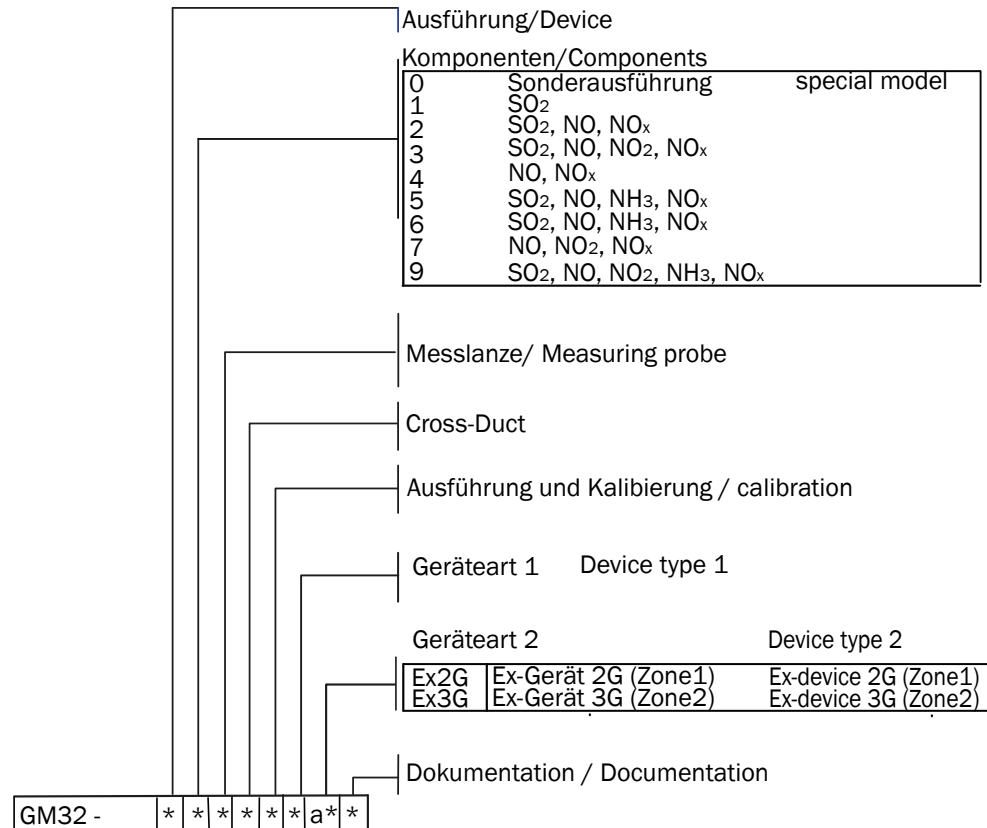 Ausführung/Device
Komponenten/Components
0 Sonderausführung special model
1 SO₂
2 SO₂, NO, NOₓ
3 SO₂, NO, NO₂, NOₓ
4 NO, NOₓ
5 SO₂, NO, NH₃, NOₓ
6 SO₂, NO, NH₃, NOₓ
7 NO, NO₂, NOₓ
9 SO₂, NO, NO₂, NH₃, NOₓ
Messlanze/ Measuring probe
Cross-Duct
Ausführung und Kalibierung / calibration
Geräteart 1 Device type 1
Geräteart 2 Device type 2
Ex2G Ex-Gerät 2G (Zone1) Ex-device 2G (Zone1)
Ex3G Ex-Gerät 3G (Zone2) Ex-device 3G (Zone2)
Dokumentation / Documentation
GM32 - * * * * * * a* *